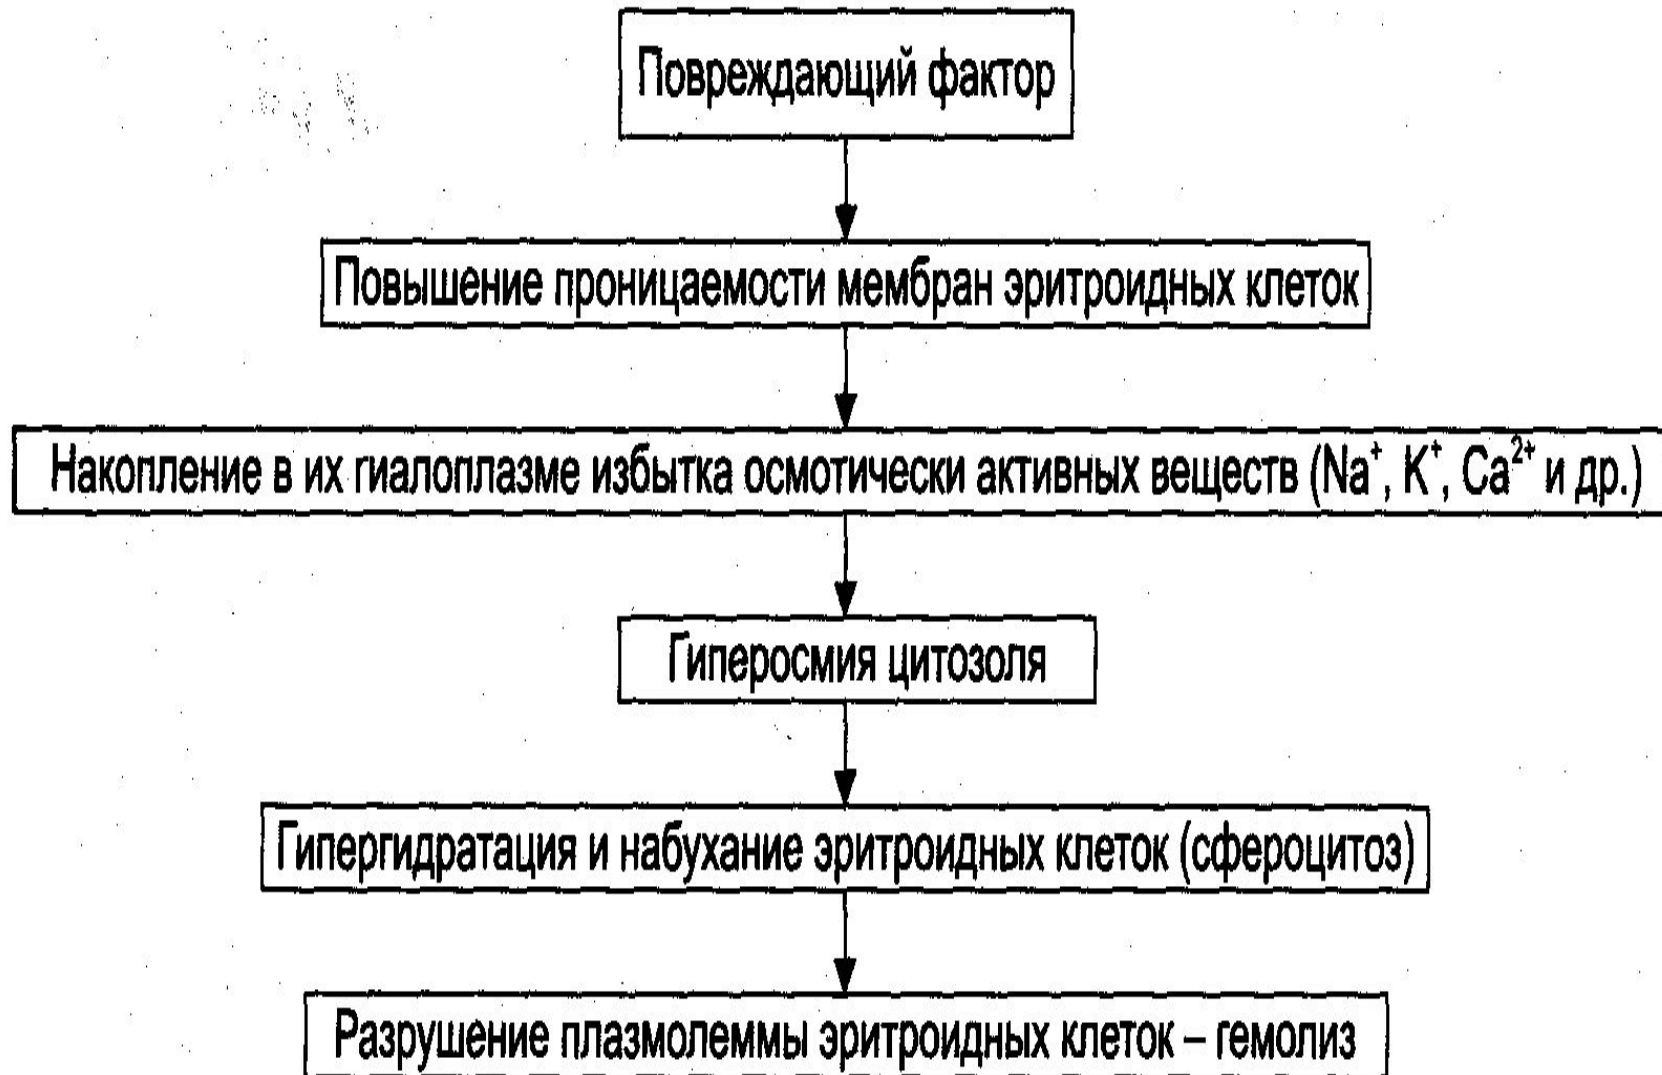 Повреждающий фактор
Повышение проницаемости мембран эритроидных клеток
Накопление в их гиалоплазме избытка осмотически активных веществ (Na⁺, K⁺, Ca²⁺ и др.)
Гиперосмия цитозоля
Гипергидратация и набухание эритроидных клеток (сфероцитоз)
Разрушение плазмолеммы эритроидных клеток – гемолиз